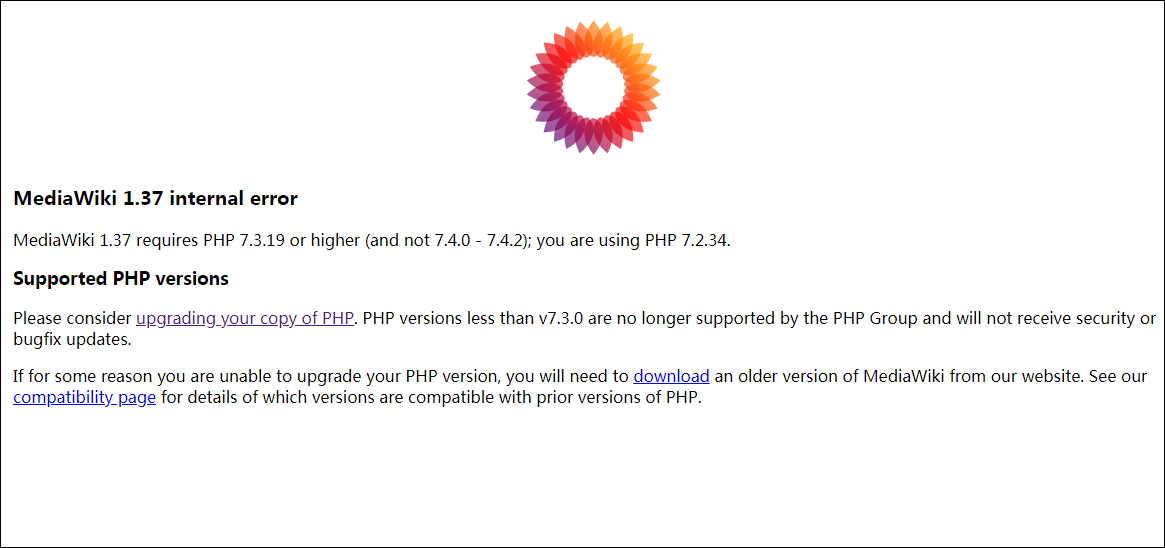 MediaWiki 1.37 internal error
MediaWiki 1.37 requires PHP 7.3.19 or higher (and not 7.4.0 - 7.4.2); you are using PHP 7.2.34.
Supported PHP versions
Please consider upgrading your copy of PHP. PHP versions less than v7.3.0 are no longer supported by the PHP Group and will not receive security or
bugfix updates.
If for some reason you are unable to upgrade your PHP version, you will need to download an older version of MediaWiki from our website. See our
compatibility page for details of which versions are compatible with prior versions of PHP.